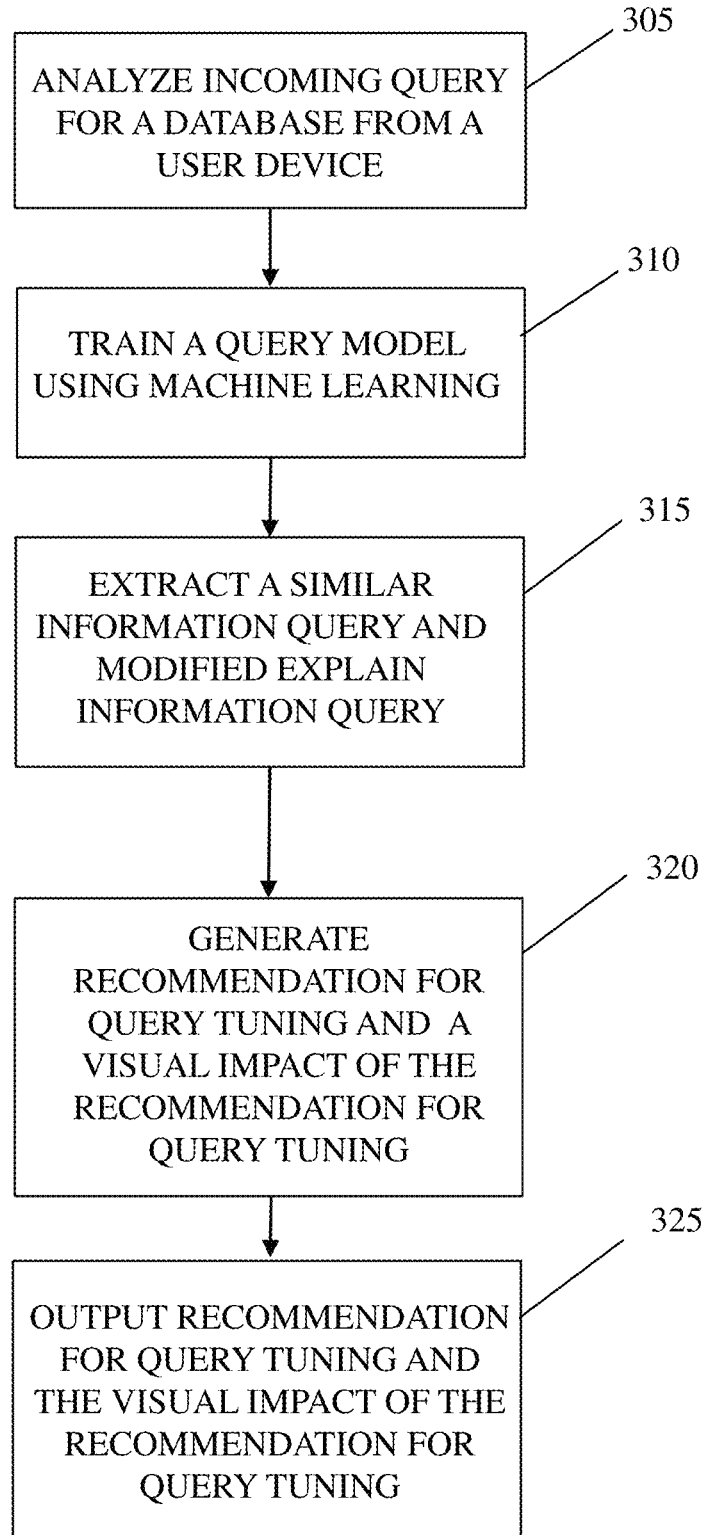 305
ANALYZE INCOMING QUERY
FOR A DATABASE FROM A
USER DEVICE
310
TRAIN A QUERY MODEL
USING MACHINE LEARNING
315
EXTRACT A SIMILAR
INFORMATION QUERY AND
MODIFIED EXPLAIN
INFORMATION QUERY
320
GENERATE
RECOMMENDATION FOR
QUERY TUNING AND A
VISUAL IMPACT OF THE
RECOMMENDATION FOR
QUERY TUNING
325
OUTPUT RECOMMENDATION
FOR QUERY TUNING AND
THE VISUAL IMPACT OF THE
RECOMMENDATION FOR
QUERY TUNING